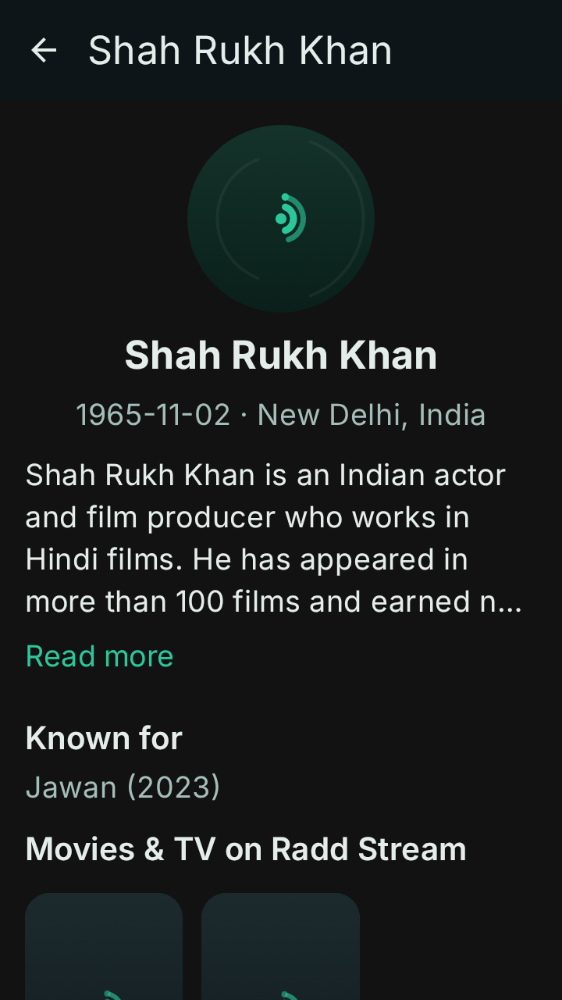 Shah Rukh Khan
Shah Rukh Khan
1965-11-02 · New Delhi, India
Shah Rukh Khan is an Indian actor
and film producer who works in
Hindi films. He has appeared in
more than 100 films and earned n...
Read more
Known for
Jawan (2023)
Movies & TV on Radd Stream